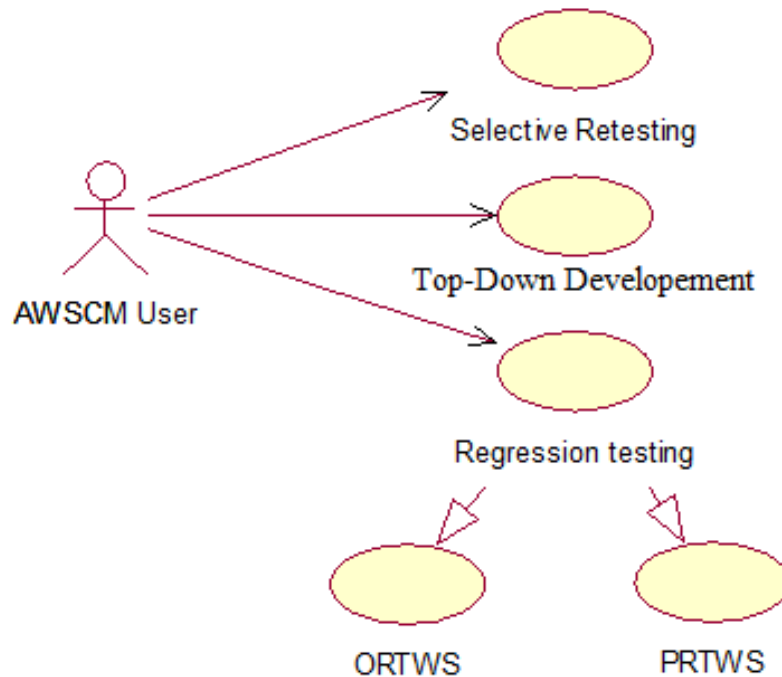 Selective Retesting
Top-Down Developement
AWSCM User
Regression testing
ORTWS
PRTWS